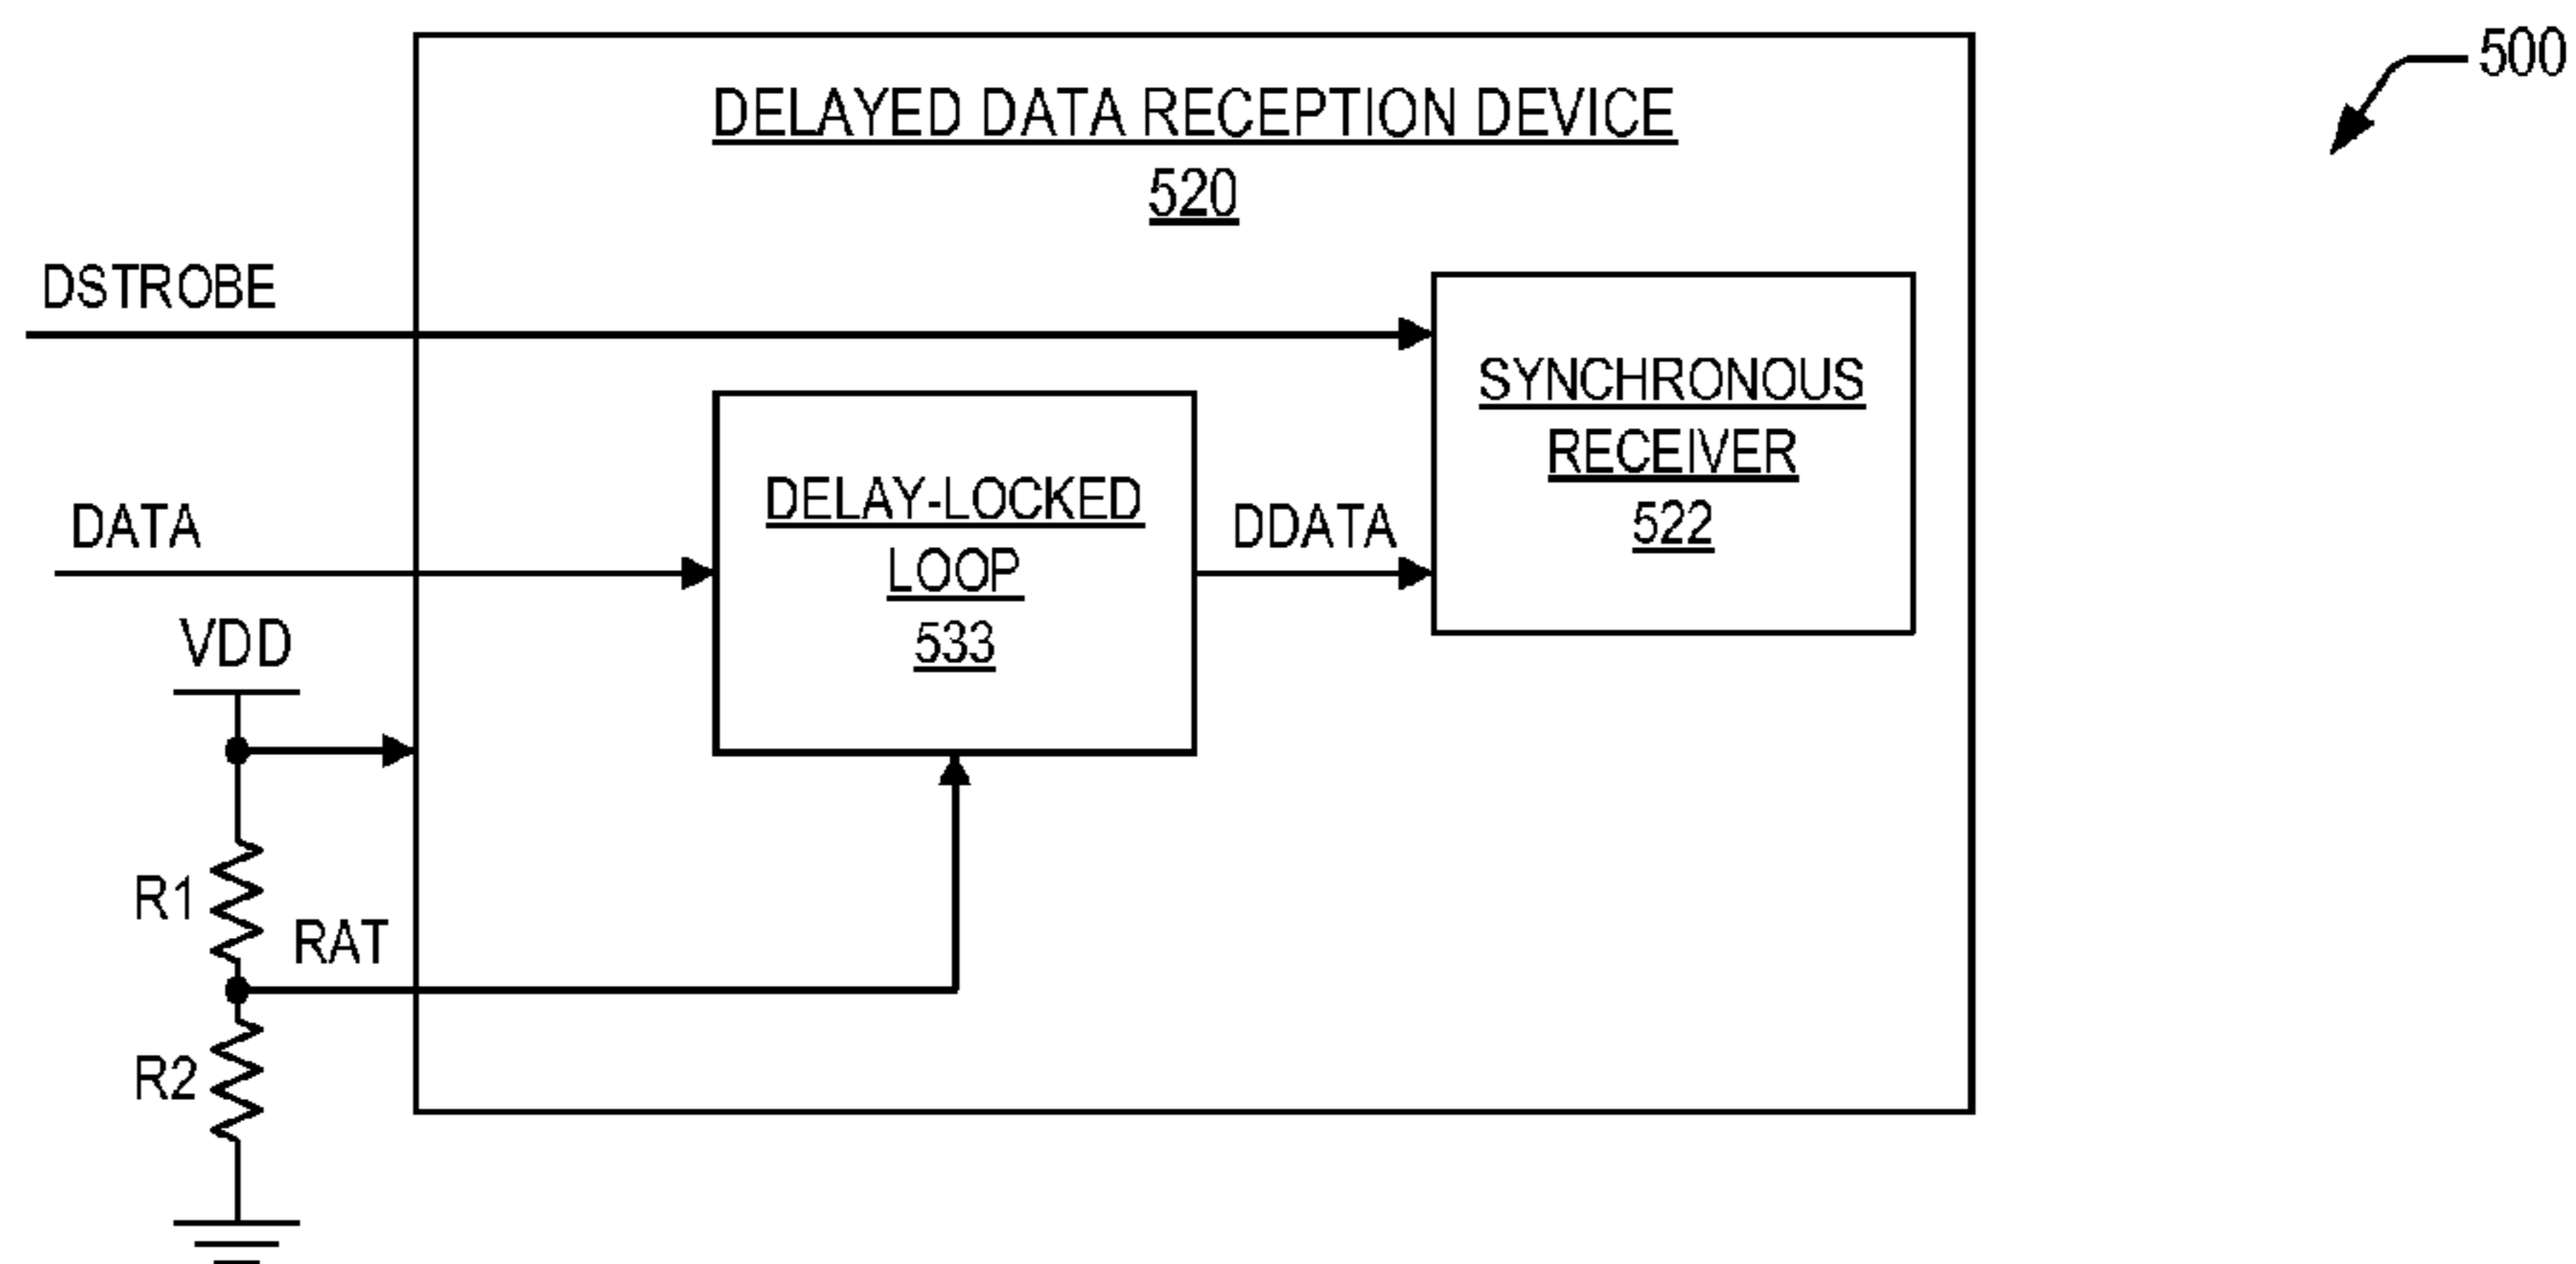 500
DELAYED DATA RECEPTION DEVICE
520
DSTROBE
SYNCHRONOUS
RECEIVER
522
DELAY-LOCKED
LOOP
533
DATA
DDATA
VDD
R1
RAT
R2